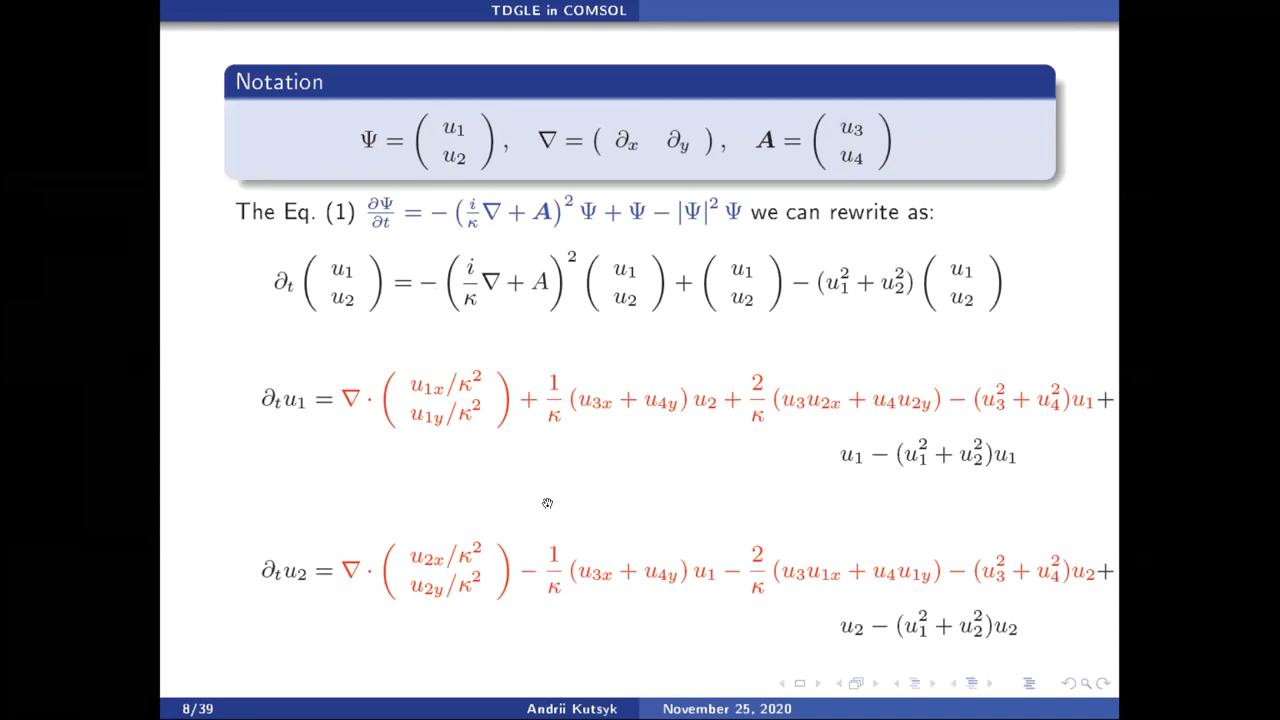 TDGLE in COMSOL
Notation
Ψ = ( u₁ u₂ ), ∇ = ( ∂ₓ ∂ᵧ ), A = ( u₃ u₄ )
The Eq. (1) ∂Ψ/∂t = −(i/κ ∇ + A)² Ψ + Ψ − |Ψ|² Ψ we can rewrite as:
∂ₜ ( u₁ u₂ ) = −( i/κ ∇ + A )² ( u₁ u₂ ) + ( u₁ u₂ ) − (u₁² + u₂²) ( u₁ u₂ )
∂ₜu₁ = ∇ · ( u₁ₓ/κ² u₁ᵧ/κ² ) + 1/κ (u₃ₓ + u₄ᵧ) u₂ + 2/κ (u₃u₂ₓ + u₄u₂ᵧ) − (u₃² + u₄²)u₁+
u₁ − (u₁² + u₂²)u₁
∂ₜu₂ = ∇ · ( u₂ₓ/κ² u₂ᵧ/κ² ) − 1/κ (u₃ₓ + u₄ᵧ) u₁ − 2/κ (u₃u₁ₓ + u₄u₁ᵧ) − (u₃² + u₄²)u₂+
u₂ − (u₁² + u₂²)u₂
8/39 Andrii Kutsyk November 25, 2020